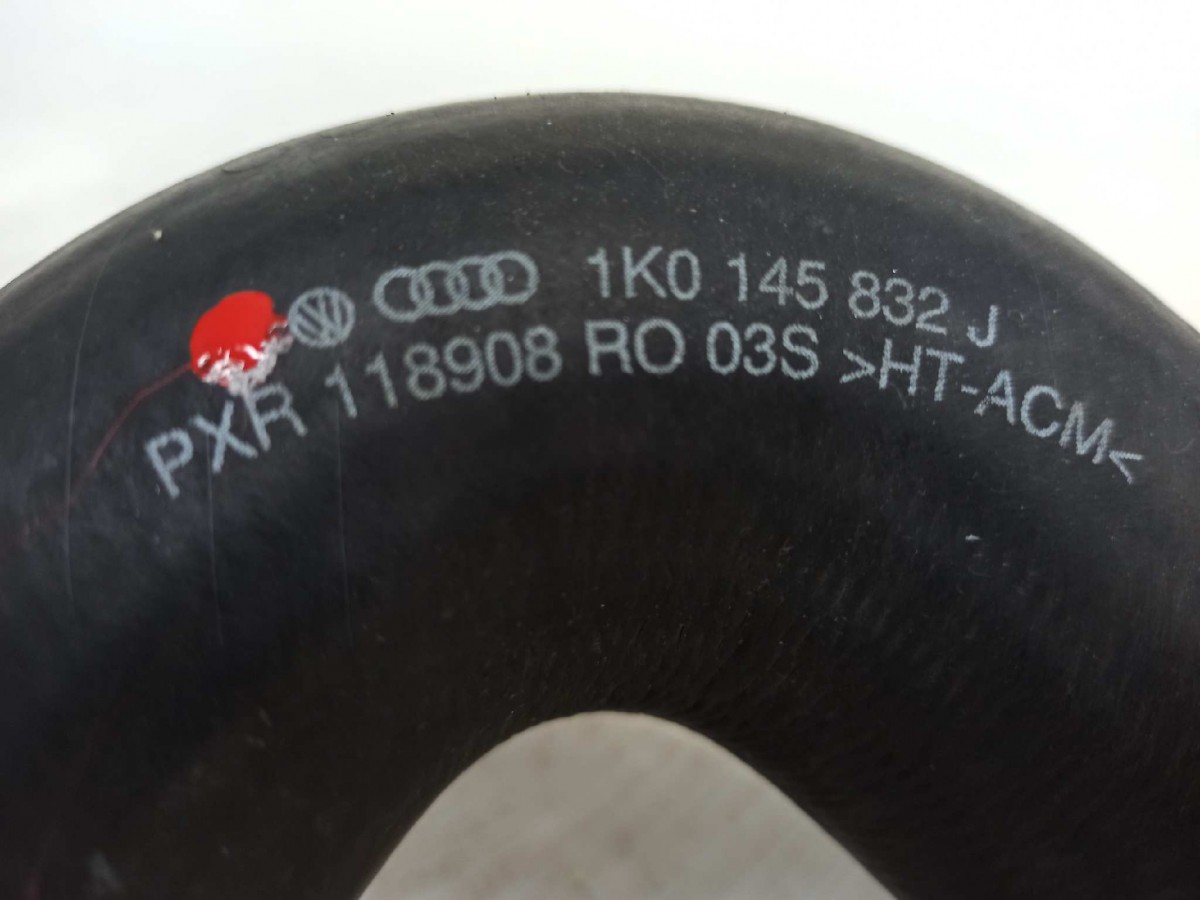 1K0 145 832 J
PXR 118908 RO 03S >HT-ACM<